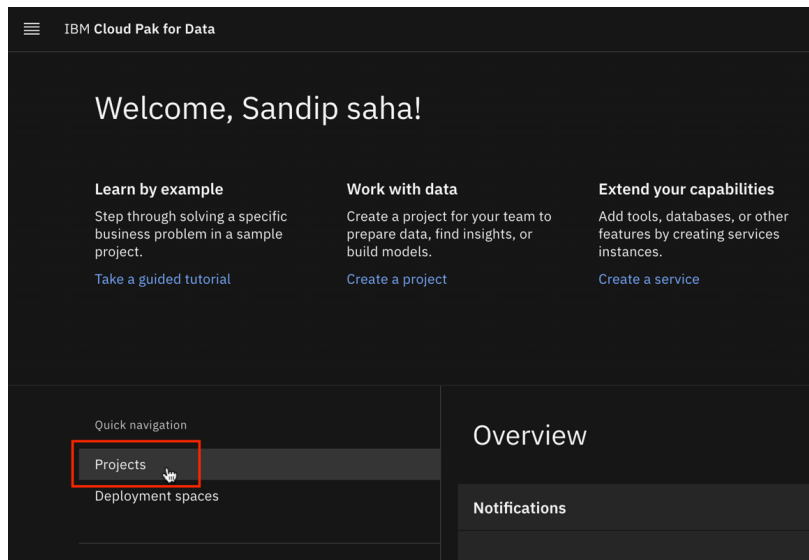 IBM Cloud Pak for Data
Welcome, Sandip saha!
Learn by example
Step through solving a specific
business problem in a sample
project.
Take a guided tutorial
Work with data
Create a project for your team to
prepare data, find insights, or
build models.
Create a project
Extend your capabilities
Add tools, databases, or other
features by creating services
instances.
Create a service
Quick navigation
Projects
Deployment spaces
Overview
Notifications